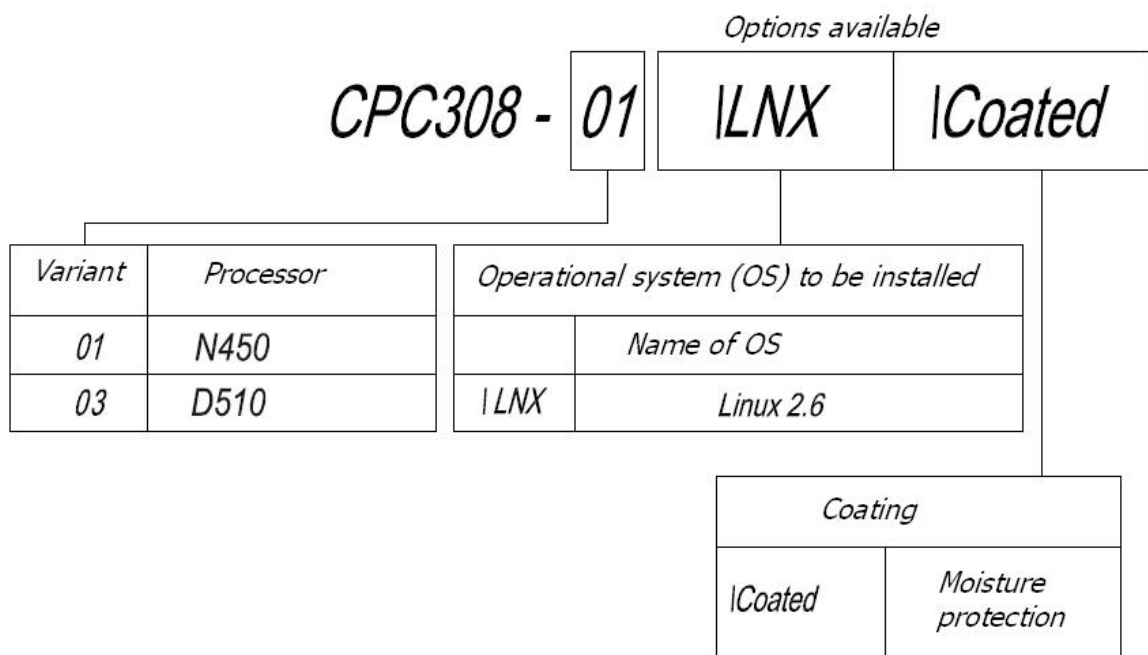 Options available
CPC308 - 01 \LNX \Coated
Variant Processor
01 N450
03 D510
Operational system (OS) to be installed
Name of OS
\LNX Linux 2.6
Coating
\Coated Moisture
protection